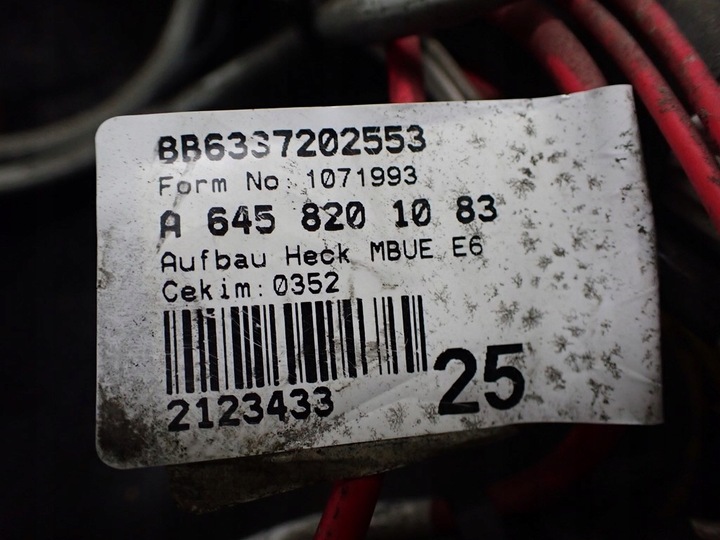 BB6337202553
Form No: 1071993
A 645 820 10 83
Aufbau Heck MBUE E6
Cekim: 0352
2123433
25